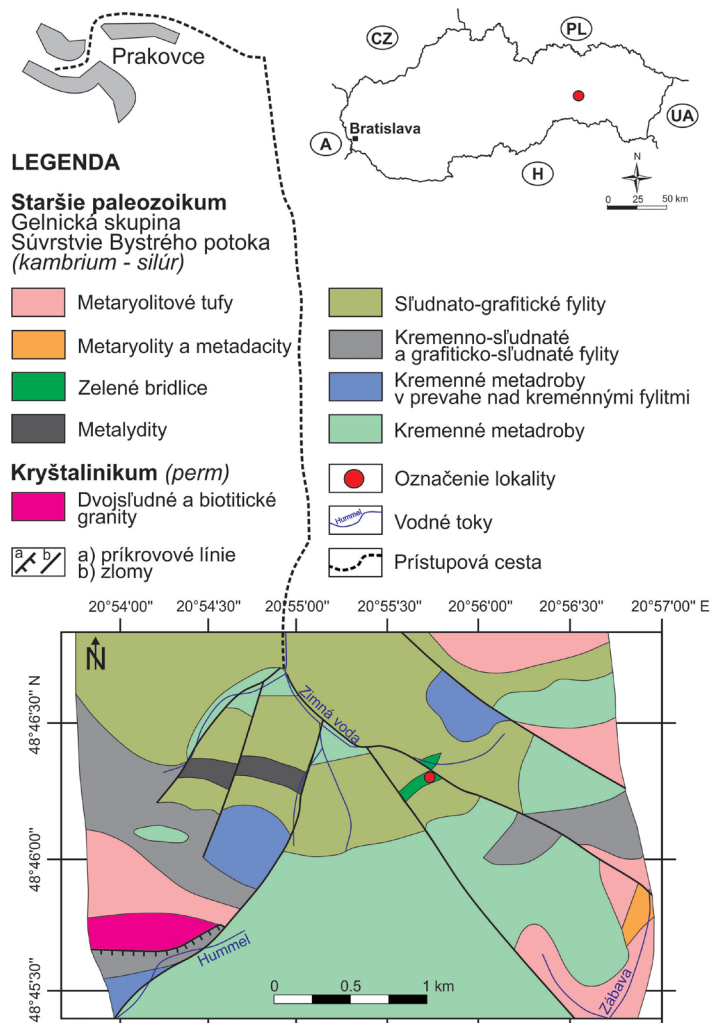 Prakovce
CZ
PL
UA
A
H
Bratislava
N
0 25 50 km
LEGENDA
Staršie paleozoikum
Gelnická skupina
Súvrstvie Bystrého potoka
(kambrium - silúr)
Metaryolitové tufy
Metaryolity a metadacity
Zelené bridlice
Metalydity
Kryštalinikum (perm)
Dvojsľudné a biotitické
granity
a b
a) príkrovové línie
b) zlomy
Sľudnato-grafitické fylity
Kremenno-sľudnaté
a grafiticko-sľudnaté fylity
Kremenné metadroby
v prevahe nad kremennými fylitmi
Kremenné metadroby
Označenie lokality
Hummel
Vodné toky
Prístupová cesta
20°54'00" 20°54'30" 20°55'00" 20°55'30" 20°56'00" 20°56'30" 20°57'00" E
N
48°46'30" N
48°46'00"
48°45'30"
Zimná voda
Hummel
Zábava
0 0.5 1 km